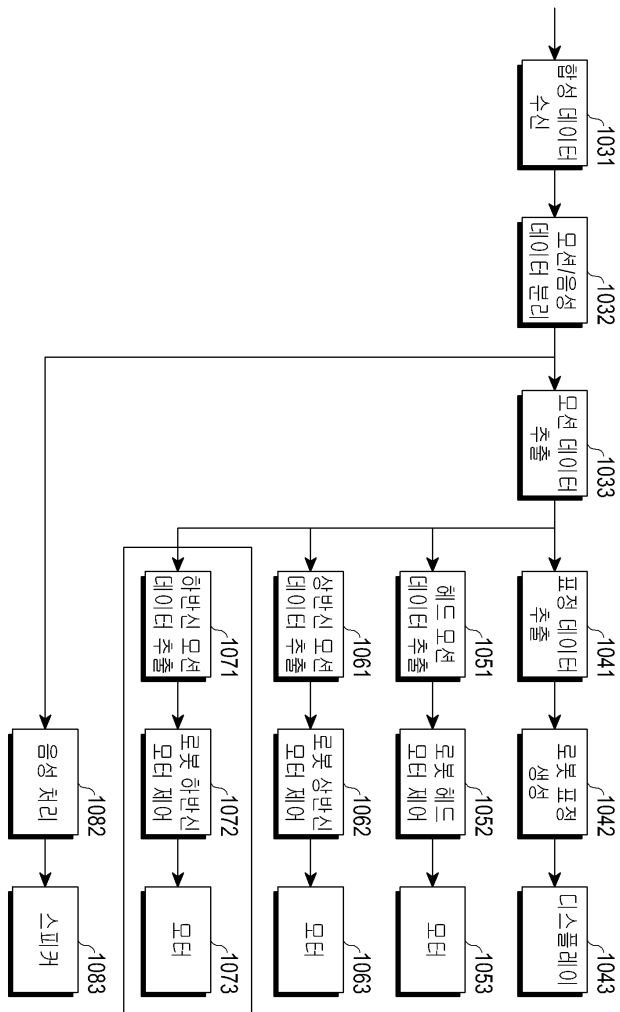 합성 데이터
수신
1031
모션/음성
데이터 분리
1032
모션 데이터
추출
1033
표정 데이터
추출
1041
로봇 표정
생성
1042
디스플레이
1043
헤드 모션
데이터 추출
1051
로봇 헤드
모터 제어
1052
모터
1053
상반신 모션
데이터 추출
1061
로봇 상반신
모터 제어
1062
모터
1063
하반신 모션
데이터 추출
1071
로봇 하반신
모터 제어
1072
모터
1073
음성 처리
1082
스피커
1083